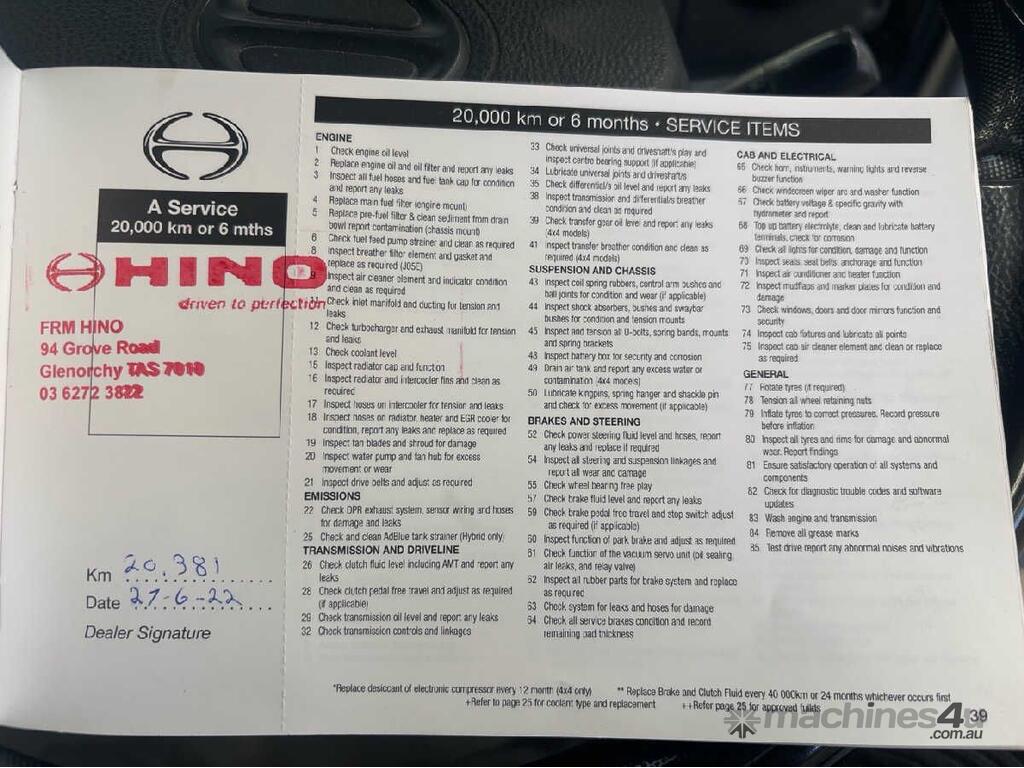 A Service
20,000 km or 6 mths
HINO
driven to perfection
FRM HINO
94 Grove Road
Glenorchy TAS 7010
03 6272 3822
Km 20,381
Date 27-6-22
Dealer Signature
20,000 km or 6 months • SERVICE ITEMS
ENGINE
1 Check engine oil level
2 Replace engine oil and oil filter and report any leaks
3 Inspect all fuel hoses and fuel tank cap for condition
and report any leaks
4 Replace main fuel filter (engine mount)
5 Replace pre-fuel filter & clean sediment from drain
bowl report contamination (chassis mount)
6 Check fuel feed pump strainer and clean as required
8 Inspect breather filter element and gasket and
replace as required (J05E)
9 Inspect air cleaner element and indicator condition
and clean as required
11 Check inlet manifold and ducting for tension and
leaks
12 Check turbocharger and exhaust manifold for tension
and leaks
13 Check coolant level
15 Inspect radiator cap and function
16 Inspect radiator and intercooler fins and clean as
required
17 Inspect hoses on intercooler for tension and leaks
18 Inspect hoses on radiator, heater and EGR cooler for
condition, report any leaks and replace as required
19 Inspect fan blades and shroud for damage
20 Inspect water pump and fan hub for excess
movement or wear
21 Inspect drive belts and adjust as required
EMISSIONS
22 Check DPR exhaust system, sensor wiring and hoses
for damage and leaks
25 Check and clean AdBlue tank strainer (Hybrid only)
TRANSMISSION AND DRIVELINE
26 Check clutch fluid level including AMT and report any
leaks
28 Check clutch pedal free travel and adjust as required
(if applicable)
29 Check transmission oil level and report any leaks
32 Check transmission controls and linkages
33 Check universal joints and driveshaft/s play and
inspect centre bearing support (if applicable)
34 Lubricate universal joints and driveshaft/s
35 Check differential/s oil level and report any leaks
38 Inspect transmission and differentials breather
condition and clean as required
39 Check transfer gear oil level and report any leaks
(4x4 models)
41 Inspect transfer breather condition and clean as
required (4x4 models)
SUSPENSION AND CHASSIS
43 Inspect coil spring rubbers, control arm bushes and
ball joints for condition and wear (if applicable)
44 Inspect shock absorbers, bushes and swaybar
bushes for condition and tension mounts
45 Inspect and tension all U-bolts, spring bands, mounts
and spring brackets
48 Inspect battery box for security and corrosion
49 Drain air tank and report any excess water or
contamination (4x4 models)
50 Lubricate kingpins, spring hanger and shackle pin
and check for excess movement (if applicable)
BRAKES AND STEERING
52 Check power steering fluid level and hoses, report
any leaks and replace if required
54 Inspect all steering and suspension linkages and
report all wear and damage
55 Check wheel bearing free play
57 Check brake fluid level and report any leaks
59 Check brake pedal free travel and stop switch adjust
as required (if applicable)
60 Inspect function of park brake and adjust as required
61 Check function of the vacuum servo unit (oil sealing,
air leaks, and relay valve)
62 Inspect all rubber parts for brake system and replace
as required
63 Check system for leaks and hoses for damage
64 Check all service brakes condition and record
remaining pad thickness
CAB AND ELECTRICAL
65 Check horn, instruments, warning lights and reverse
buzzer function
66 Check windscreen wiper arc and washer function
67 Check battery voltage & specific gravity with
hydrometer and report
68 Top up battery electrolyte, clean and lubricate battery
terminals, check for corrosion
69 Check all lights for condition, damage and function
70 Inspect seats, seat belts, anchorage and function
71 Inspect air conditioner and heater function
72 Inspect mudflaps and marker plates for condition and
damage
73 Check windows, doors and door mirrors function and
security
74 Inspect cab fixtures and lubricate all points
75 Inspect cab air cleaner element and clean or replace
as required
GENERAL
77 Rotate tyres (if required)
78 Tension all wheel retaining nuts
79 Inflate tyres to correct pressures. Record pressure
before inflation
80 Inspect all tyres and rims for damage and abnormal
wear. Report findings
81 Ensure satisfactory operation of all systems and
components
82 Check for diagnostic trouble codes and software
updates
83 Wash engine and transmission
84 Remove all grease marks
85 Test drive report any abnormal noises and vibrations
*Replace desiccant of electronic compressor every 12 month (4x4 only) ** Replace Brake and Clutch Fluid every 40 000km or 24 months whichever occurs first
+Refer to page 25 for coolant type and replacement ++Refer page 25 for approved fuilds
39
machines4u
.com.au